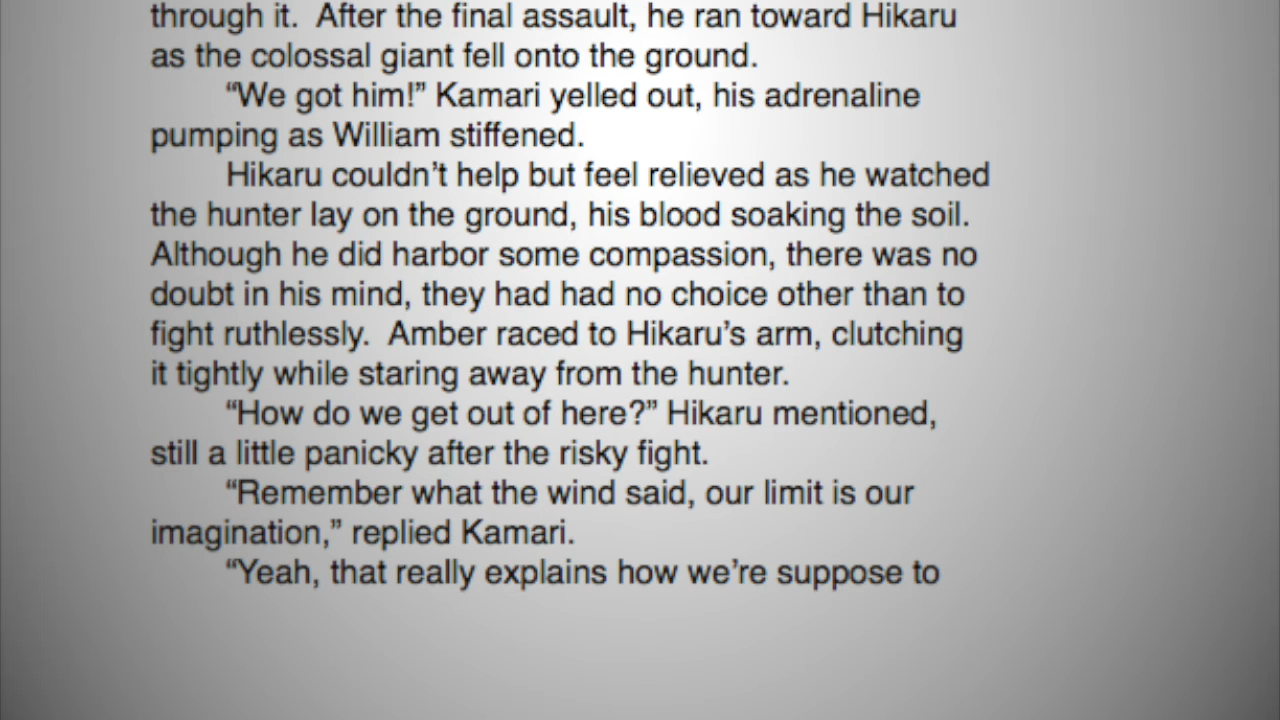 through it.  After the final assault, he ran toward Hikaru
as the colossal giant fell onto the ground.
“We got him!” Kamari yelled out, his adrenaline
pumping as William stiffened.
Hikaru couldn’t help but feel relieved as he watched
the hunter lay on the ground, his blood soaking the soil.
Although he did harbor some compassion, there was no
doubt in his mind, they had had no choice other than to
fight ruthlessly.  Amber raced to Hikaru’s arm, clutching
it tightly while staring away from the hunter.
“How do we get out of here?” Hikaru mentioned,
still a little panicky after the risky fight.
“Remember what the wind said, our limit is our
imagination,” replied Kamari.
“Yeah, that really explains how we’re suppose to